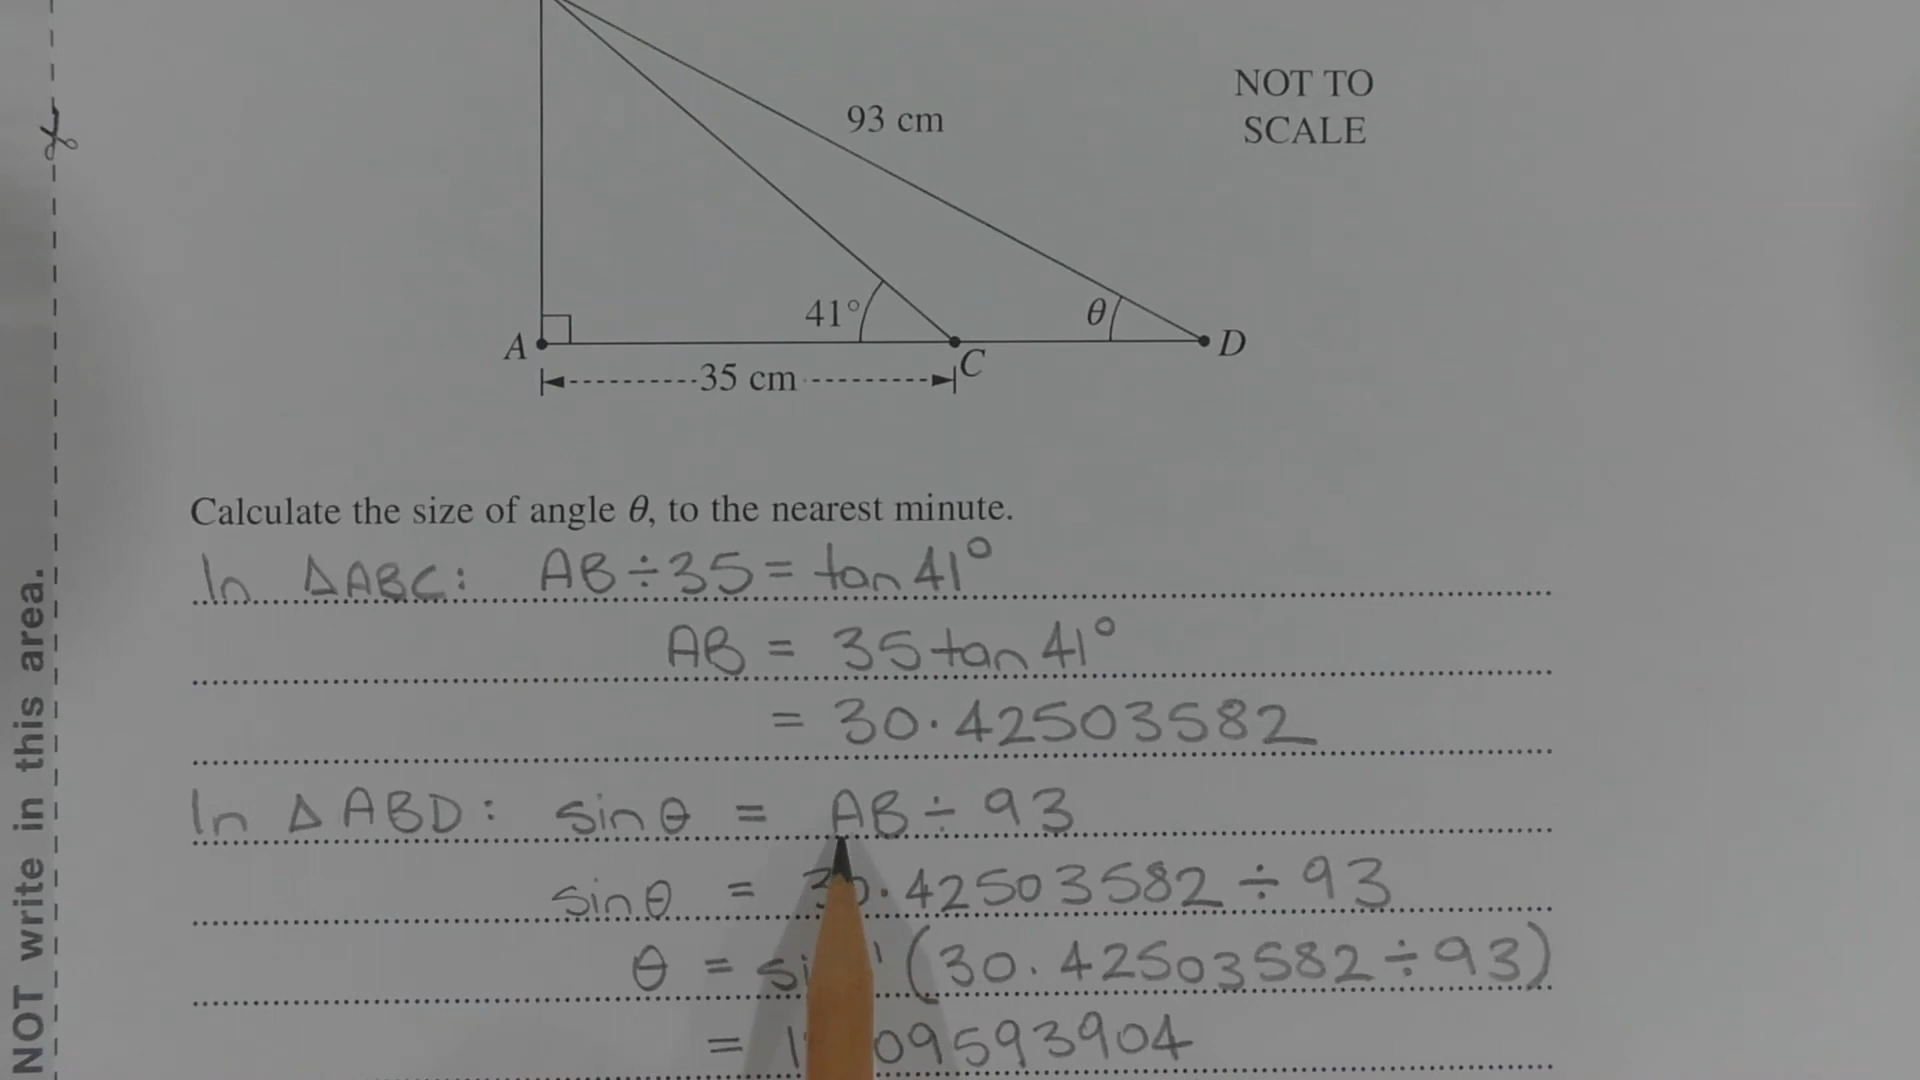 93 cm
NOT TO
SCALE
41°
θ
A
C
D
35 cm
Calculate the size of angle θ, to the nearest minute.
In ΔABC: AB ÷ 35 = tan 41°
AB = 35 tan 41°
= 30.42503582
In ΔABD: sin θ = AB ÷ 93
sin θ = 30.42503582 ÷ 93
θ = (30.42503582 ÷ 93)
=
NOT write in this area.